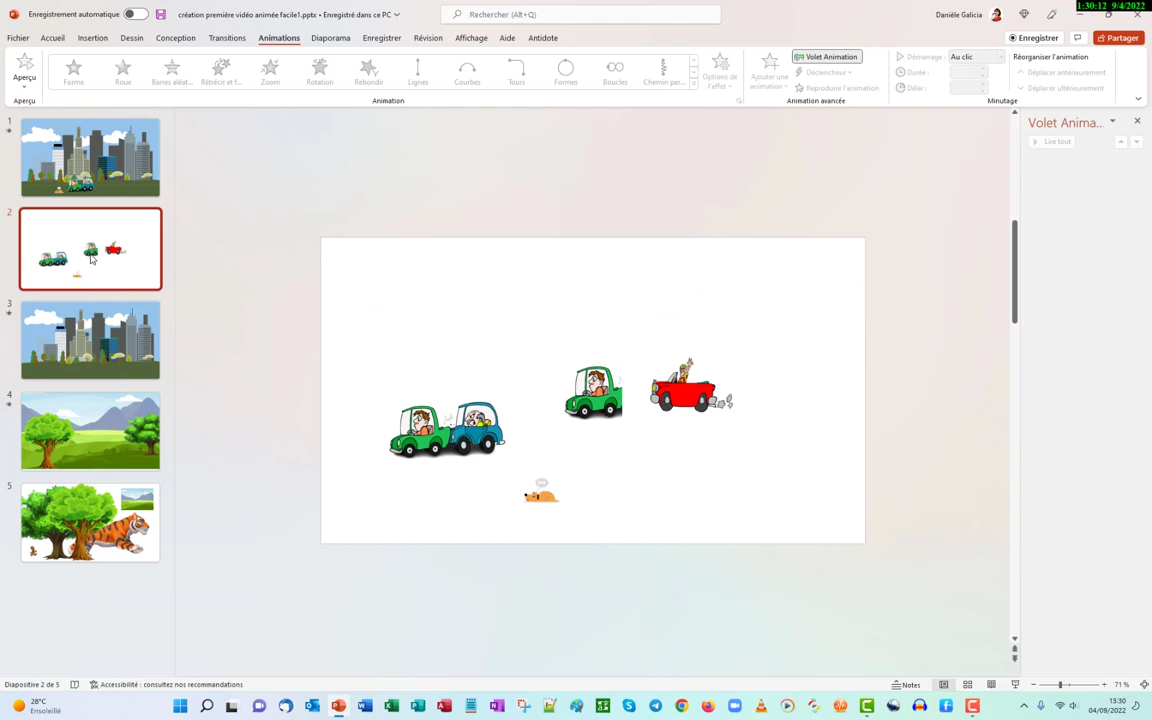 1:30:12 9/4/2022
Enregistrement automatique
création première vidéo animée facile1.pptx • Enregistré dans ce PC
Rechercher (Alt+Q)
Danièle Galicia
Fichier Accueil Insertion Dessin Conception Transitions Animations Diaporama Enregistrer Révision Affichage Aide Antidote
Enregistrer Partager
Aperçu
Forme Roue Barres aléat... Rétrécir et f... Zoom Rotation Rebondir Lignes Courbes Tours Formes Boucles Chemin per...
Options de l'effet
Ajouter une animation
Volet Animation
Déclencheur
Reproduire l'animation
Démarrage : Au clic
Durée :
Délai :
Réorganiser l'animation
Déplacer antérieurement
Déplacer ultérieurement
Aperçu Animation Animation avancée Minutage
Volet Anima...
Lire tout
1
2
3
4
5
Diapositive 2 de 5
Accessibilité : consultez nos recommandations
Notes
71 %
28°C
Ensoleillé
13:30
04/09/2022